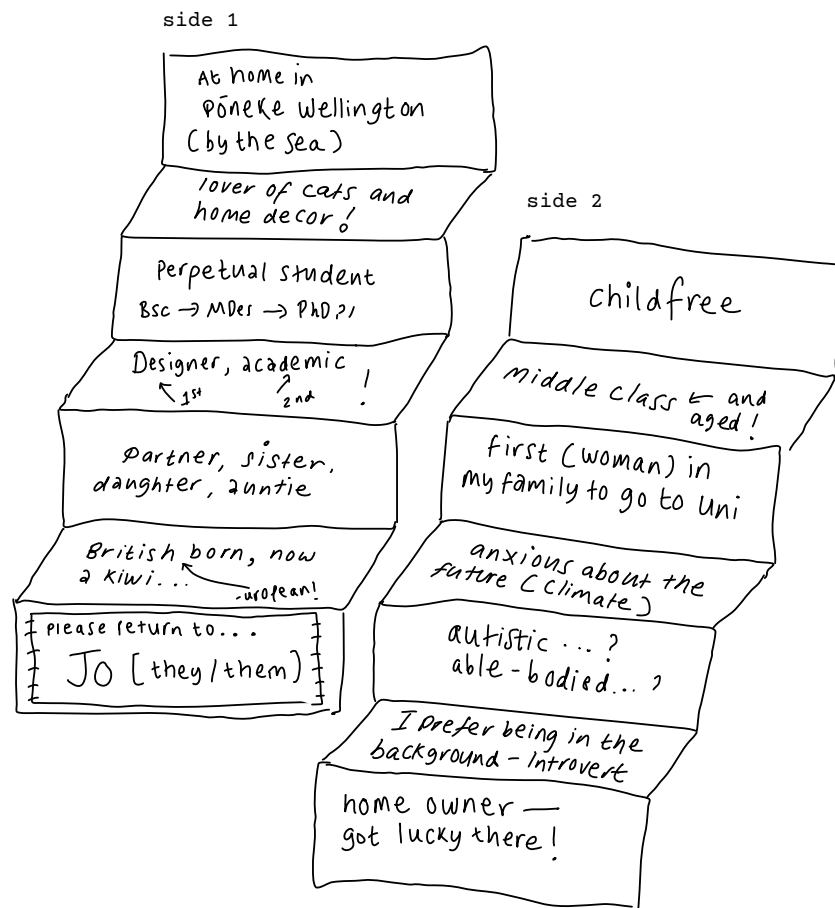 side 1
At home in
Pōneke Wellington
(by the sea)
lover of cats and
home decor!
Perpetual student
BSc → MDes → PhD?!
Designer, academic !
1st 2nd
Partner, sister,
daughter, auntie
British born, now
a kiwi...
-uropean!
please return to...
Jo [they/them)
side 2
childfree
middle class ← and
aged!
first (woman) in
my family to go to uni
anxious about the
future (climate)
autistic ...?
able-bodied...?
I prefer being in the
background - Introvert
home owner —
got lucky there!